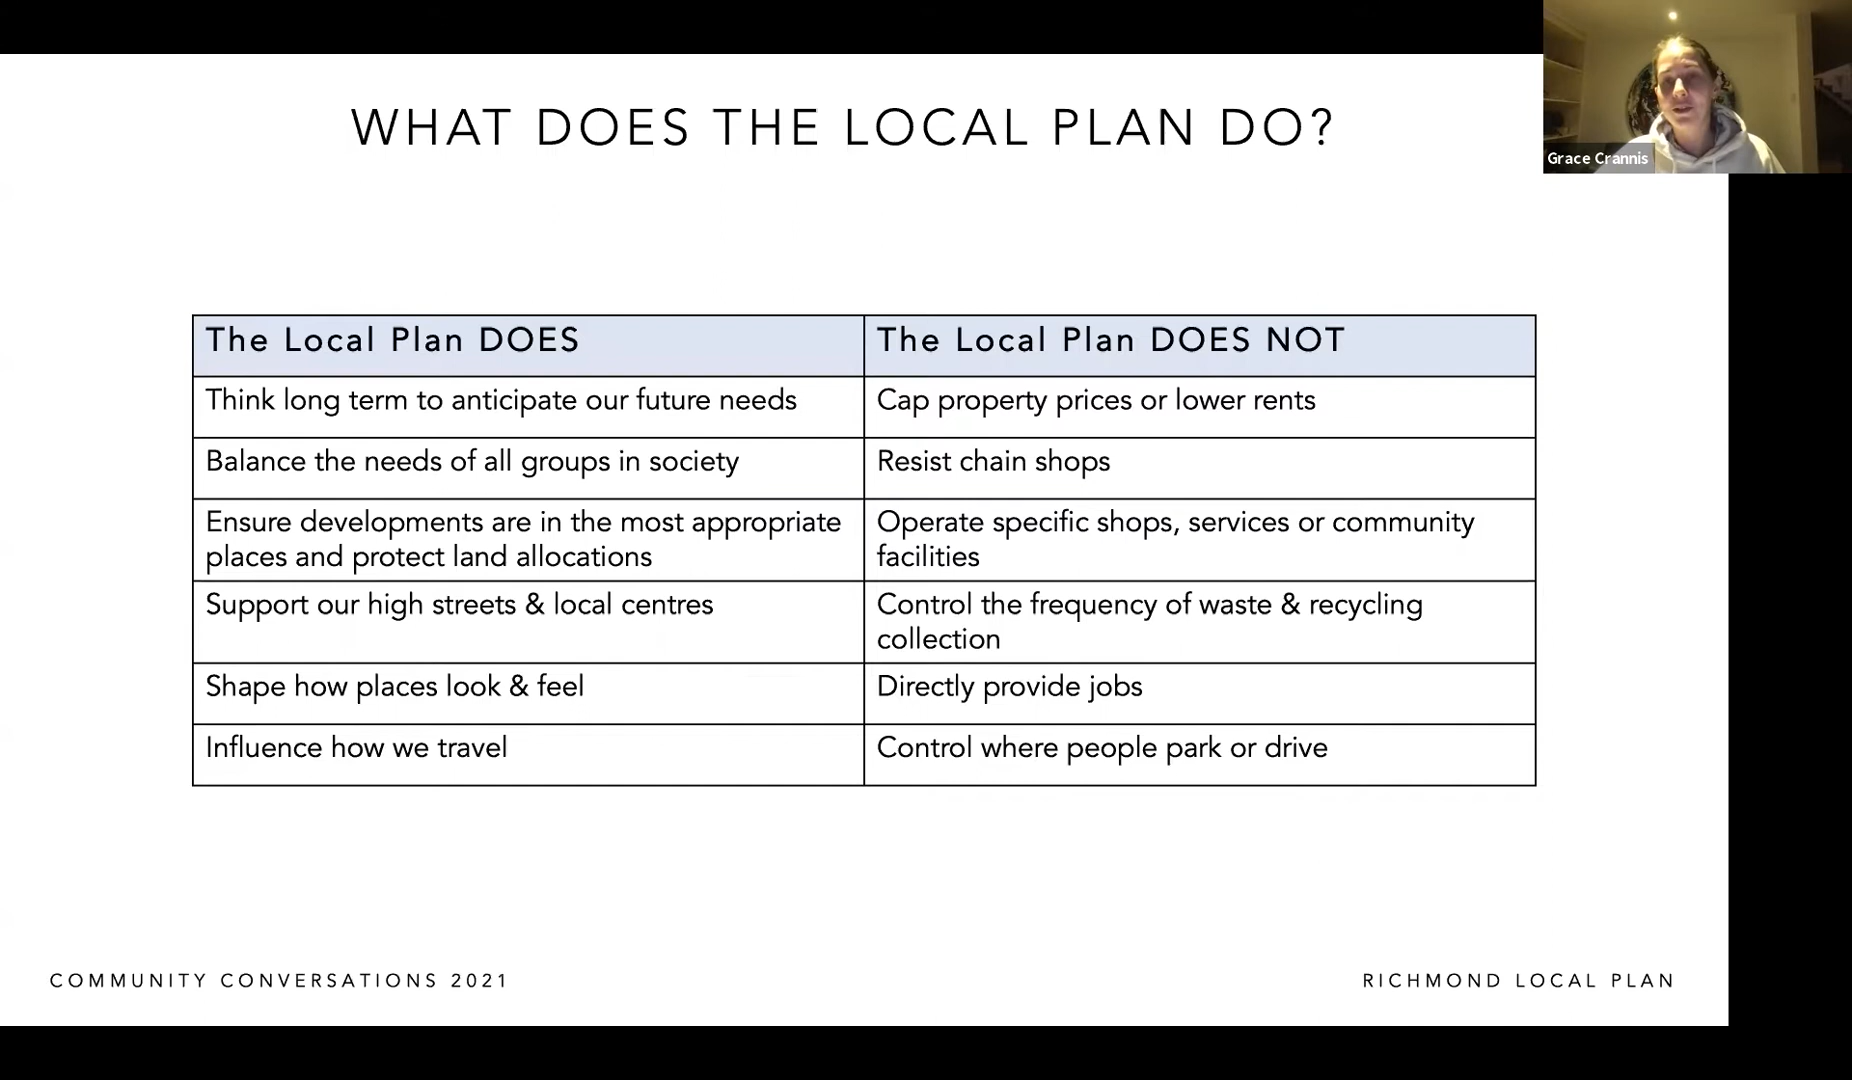 WHAT DOES THE LOCAL PLAN DO?
Grace Crannis
The Local Plan DOES
The Local Plan DOES NOT
Think long term to anticipate our future needs
Cap property prices or lower rents
Balance the needs of all groups in society
Resist chain shops
Ensure developments are in the most appropriate
places and protect land allocations
Operate specific shops, services or community
facilities
Support our high streets & local centres
Control the frequency of waste & recycling
collection
Shape how places look & feel
Directly provide jobs
Influence how we travel
Control where people park or drive
COMMUNITY CONVERSATIONS 2021
RICHMOND LOCAL PLAN